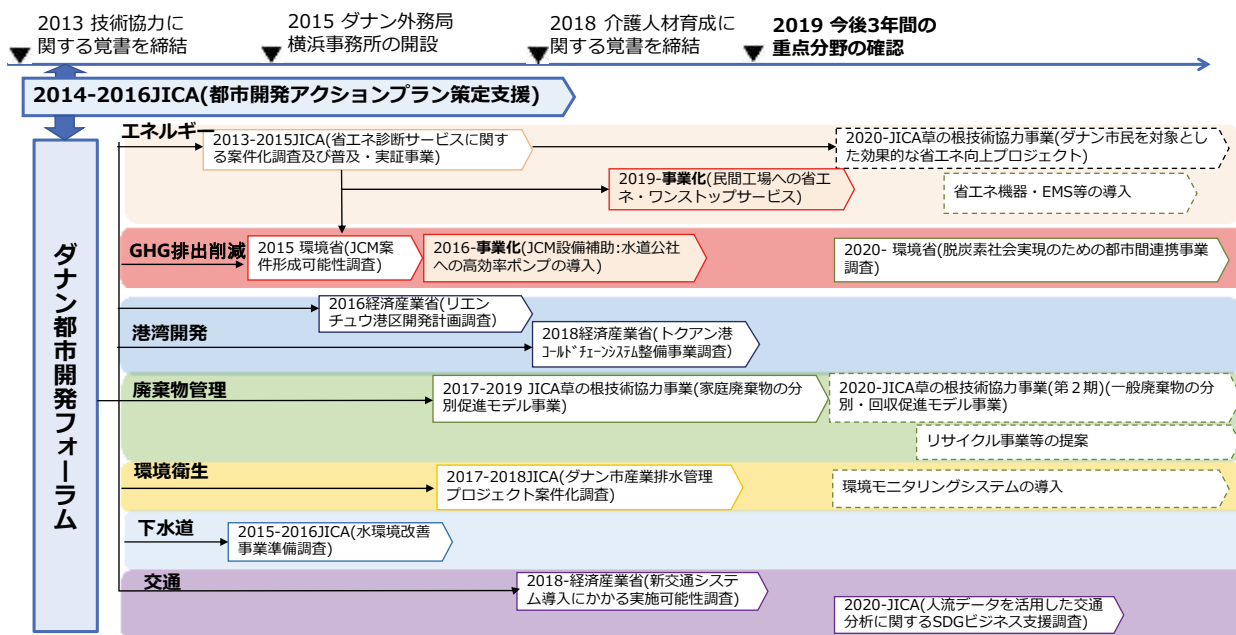 2013 技術協力に
関する覚書を締結
2015 ダナン外務局
横浜事務所の開設
2018 介護人材育成に
関する覚書を締結
2019 今後3年間の
重点分野の確認
2014-2016JICA(都市開発アクションプラン策定支援)
ダナン都市開発フォーラム
エネルギー
2013-2015JICA(省エネ診断サービスに関す
る案件化調査及び普及・実証事業)
2020-JICA草の根技術協力事業(ダナン市民を対象とし
た効果的な省エネ向上プロジェクト)
2019-事業化(民間工場への省エ
ネ・ワンストップサービス)
省エネ機器・EMS等の導入
GHG排出削減
2015 環境省(JCM案
件形成可能性調査)
2016-事業化(JCM設備補助:水道公社
への高効率ポンプの導入)
2020- 環境省(脱炭素社会実現のための都市間連携事業
調査)
港湾開発
2016経済産業省(リエン
チュウ港区開発計画調査)
2018経済産業省(トクアン港
ｺｰﾙﾄﾞﾁｪｰﾝシステム整備事業調査)
廃棄物管理
2017-2019 JICA草の根技術協力事業(家庭廃棄物の分
別促進モデル事業)
2020-JICA草の根技術協力事業(第２期)(一般廃棄物の分
別・回収促進モデル事業)
リサイクル事業等の提案
環境衛生
2017-2018JICA(ダナン市産業排水管理
プロジェクト案件化調査)
環境モニタリングシステムの導入
下水道
2015-2016JICA(水環境改善
事業準備調査)
交通
2018-経済産業省(新交通システ
ム導入にかかる実施可能性調査)
2020-JICA(人流データを活用した交通
分析に関するSDGビジネス支援調査)